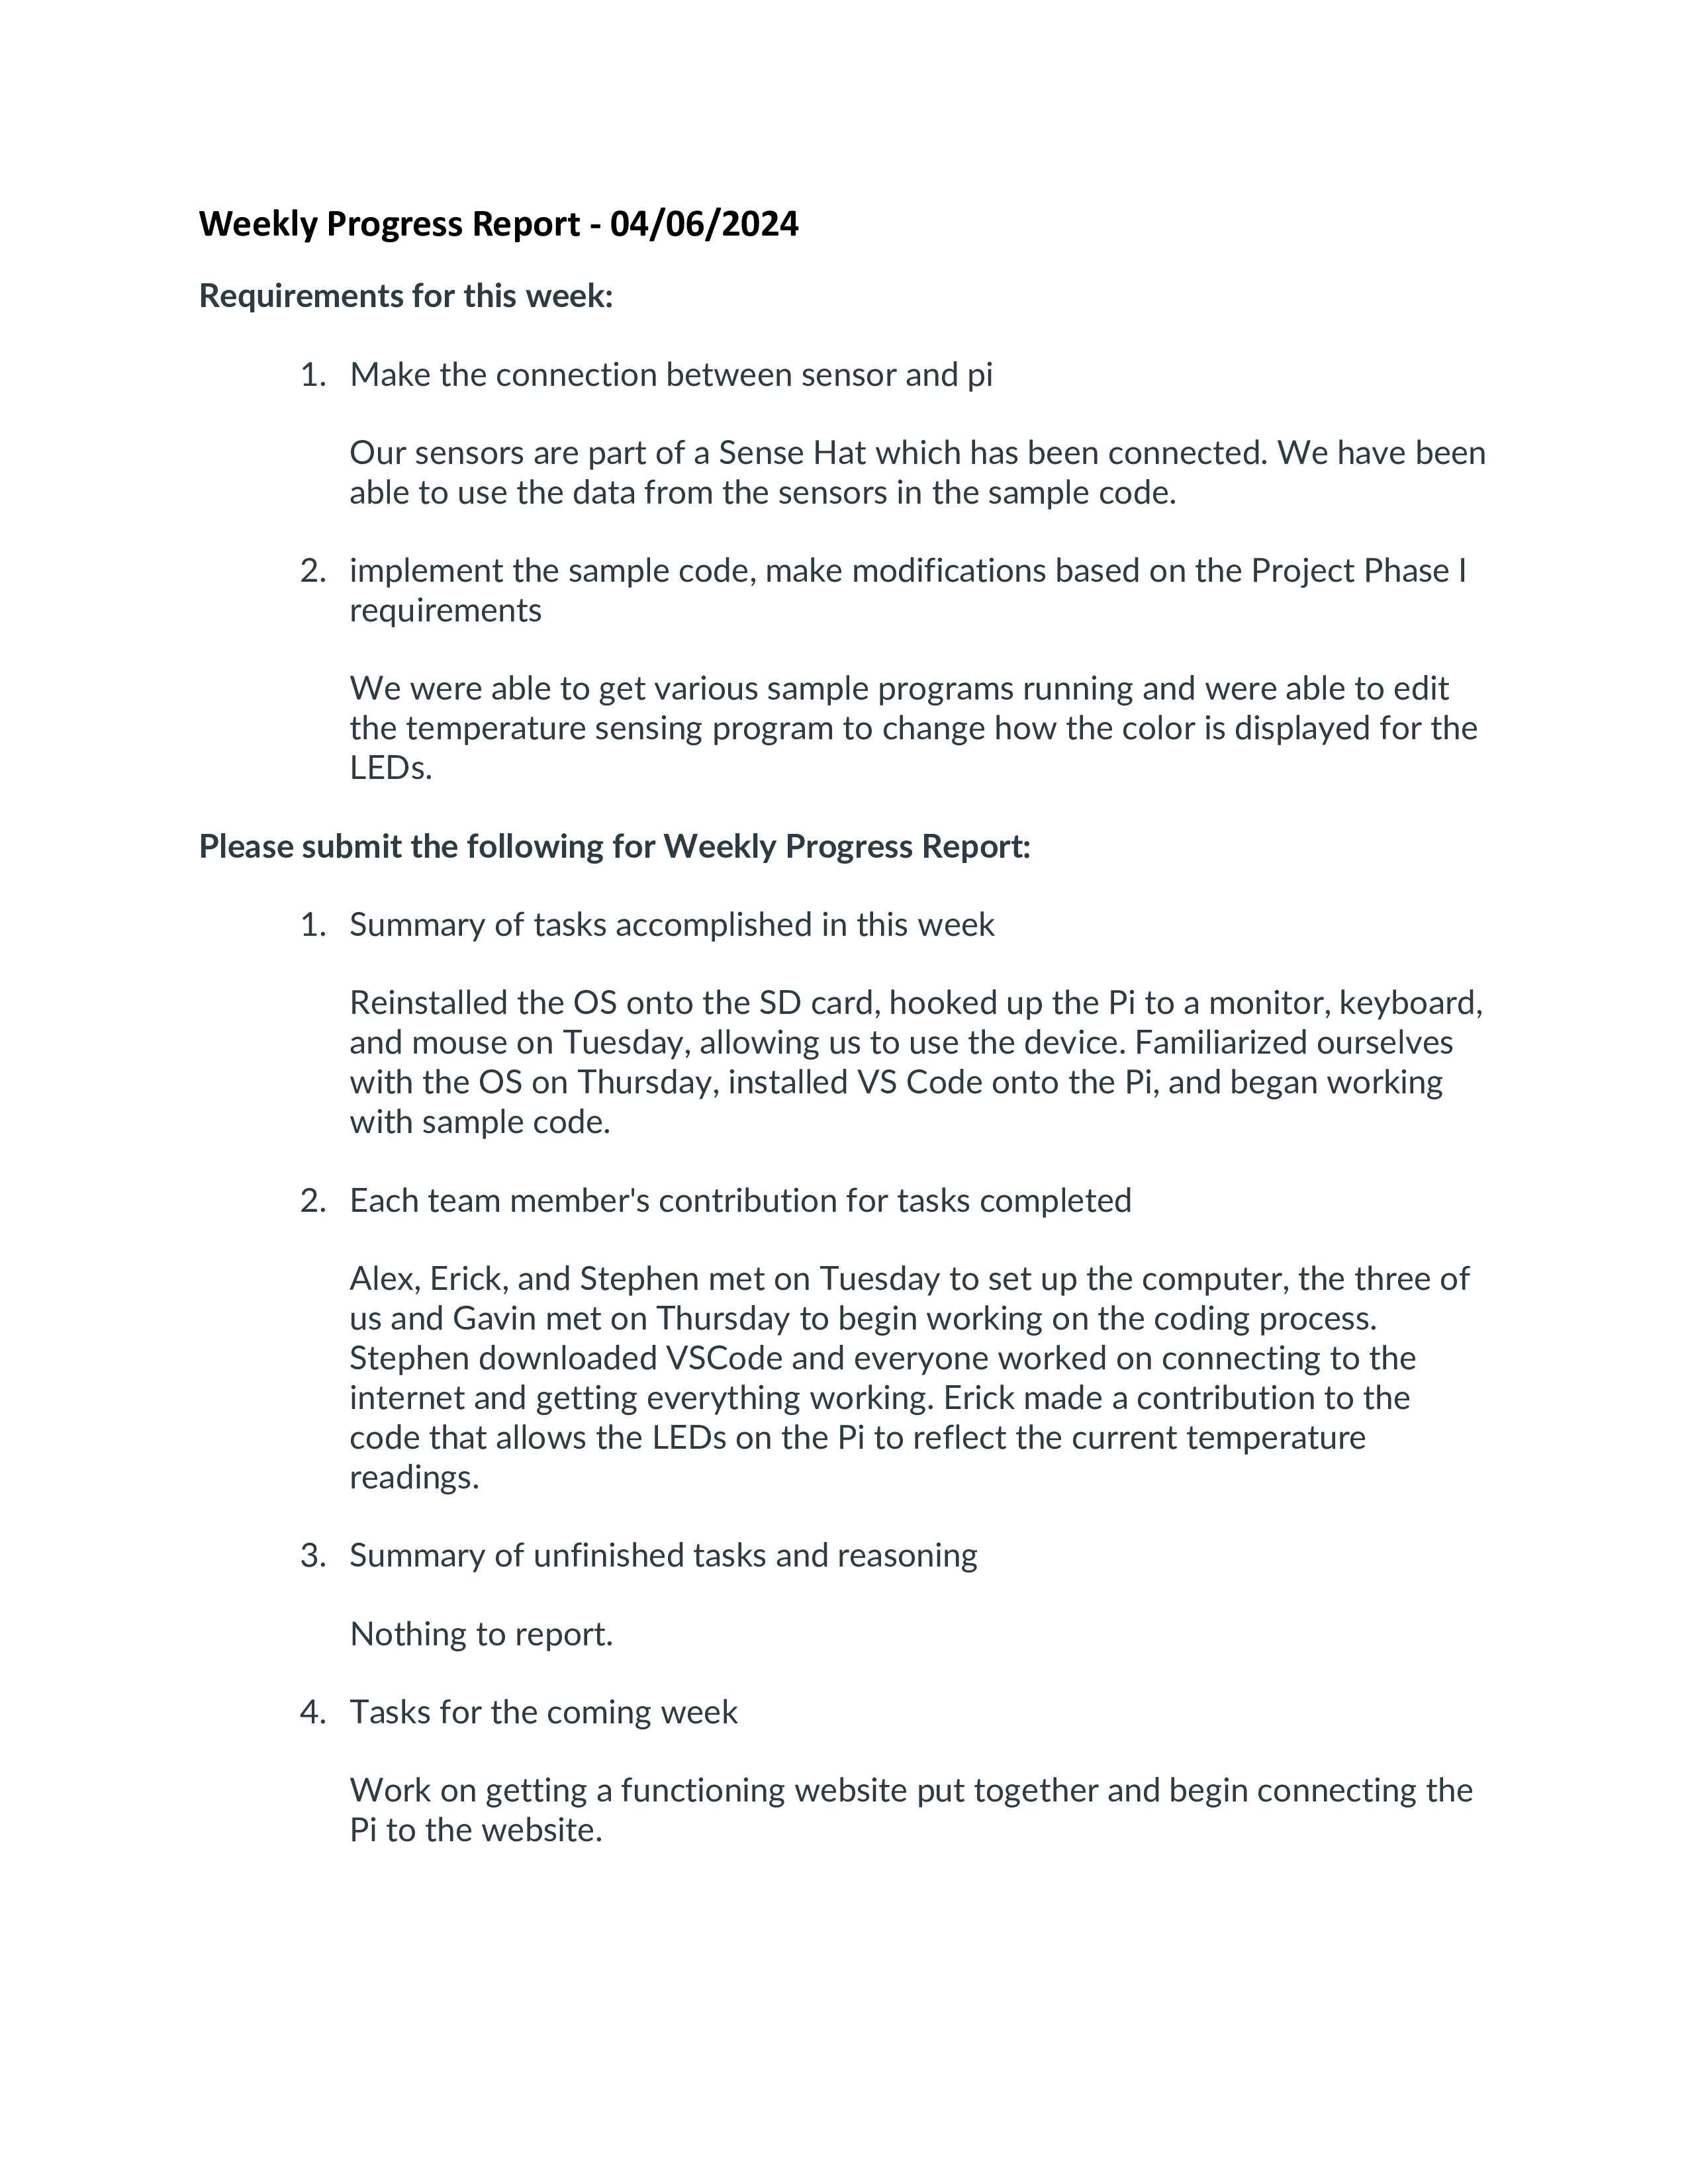 Weekly Progress Report - 04/06/2024
Requirements for this week:
1. Make the connection between sensor and pi
Our sensors are part of a Sense Hat which has been connected. We have been
able to use the data from the sensors in the sample code.
2. implement the sample code, make modifications based on the Project Phase I
requirements
We were able to get various sample programs running and were able to edit
the temperature sensing program to change how the color is displayed for the
LEDs.
Please submit the following for Weekly Progress Report:
1. Summary of tasks accomplished in this week
Reinstalled the OS onto the SD card, hooked up the Pi to a monitor, keyboard,
and mouse on Tuesday, allowing us to use the device. Familiarized ourselves
with the OS on Thursday, installed VS Code onto the Pi, and began working
with sample code.
2. Each team member's contribution for tasks completed
Alex, Erick, and Stephen met on Tuesday to set up the computer, the three of
us and Gavin met on Thursday to begin working on the coding process.
Stephen downloaded VSCode and everyone worked on connecting to the
internet and getting everything working. Erick made a contribution to the
code that allows the LEDs on the Pi to reflect the current temperature
readings.
3. Summary of unfinished tasks and reasoning
Nothing to report.
4. Tasks for the coming week
Work on getting a functioning website put together and begin connecting the
Pi to the website.